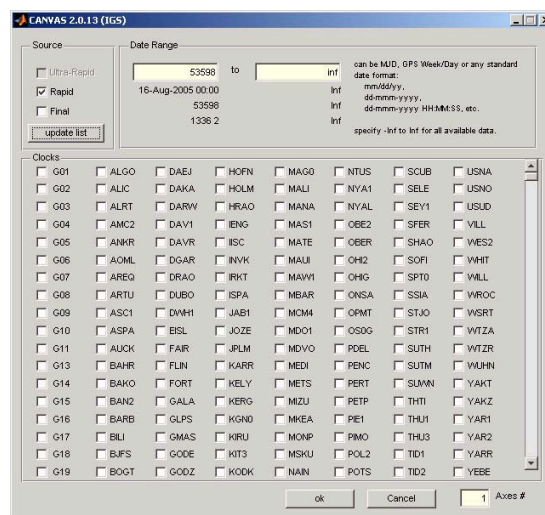 CANVAS 2.0.13 (IGS)
Source
Date Range
Ultra-Rapid
Rapid
Final
update list
53598 to inf
16-Aug-2005 00:00 Inf
53598 Inf
1336 2 Inf
can be MJD, GPS Week/Day or any standard
date format:
mm/dd/yy,
dd-mmm-yyyy,
dd-mmm-yyyy HH:MM:SS, etc.
specify -Inf to Inf for all available data.
Clocks
G01 ALGO DAEJ HOFN MAG0 NTUS SCUB USNA
G02 ALIC DAKA HOLM MALI NYA1 SELE USNO
G03 ALRT DARW HRAO MANA NYAL SEY1 USUD
G04 AMC2 DAV1 IENG MAS1 OBE2 SFER VILL
G05 ANKR DAVR IISC MATE OBER SHAO WES2
G06 AOML DGAR INVK MAUI OHI2 SOFI WHIT
G07 AREQ DRAO IRKT MAW1 OHIG SPT0 WILL
G08 ARTU DUBO ISPA MBAR ONSA SSIA WROC
G09 ASC1 DWH1 JAB1 MCM4 OPMT STJO WSRT
G10 ASPA EISL JOZE MDO1 OS0G STR1 WTZA
G11 AUCK FAIR JPLM MDVO PDEL SUTH WTZR
G13 BAHR FLIN KARR MEDI PENC SUTM WUHN
G14 BAKO FORT KELY METS PERT SUWN YAKT
G15 BAN2 GALA KERG MIZU PETP THTI YAKZ
G16 BARB GLPS KGN0 MKEA PIE1 THU1 YAR1
G17 BILI GMAS KIRU MONP PIMO THU3 YAR2
G18 BJFS GODE KIT3 MSKU POL2 TID1 YARR
G19 BOGT GODZ KODK NAIN POTS TID2 YEBE
ok Cancel 1 Axes #